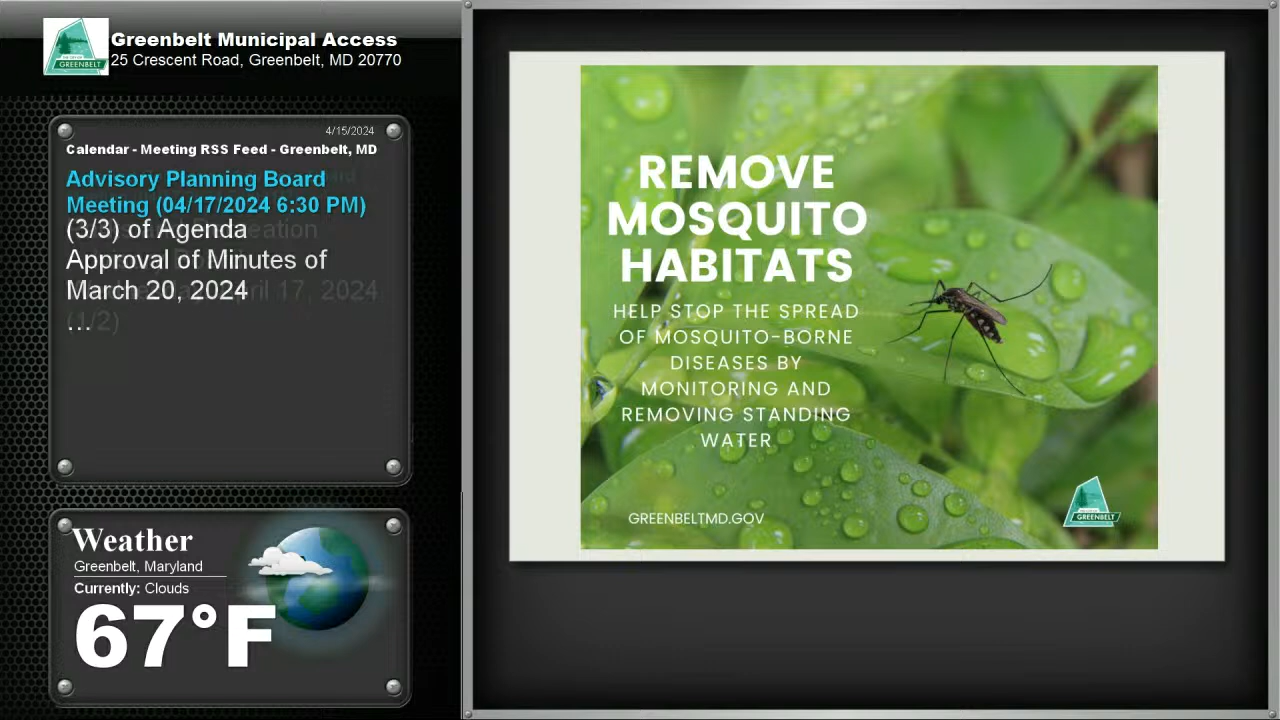 Greenbelt Municipal Access
25 Crescent Road, Greenbelt, MD 20770
4/15/2024
Calendar - Meeting RSS Feed - Greenbelt, MD
Advisory Planning Board
Meeting (04/17/2024 6:30 PM)
(3/3) of Agenda
Approval of Minutes of
March 20, 2024
...
Weather
Greenbelt, Maryland
Currently: Clouds
67°F
REMOVE
MOSQUITO
HABITATS
HELP STOP THE SPREAD
OF MOSQUITO-BORNE
DISEASES BY
MONITORING AND
REMOVING STANDING
WATER
GREENBELTMD.GOV
GREENBELT
GREENBELT